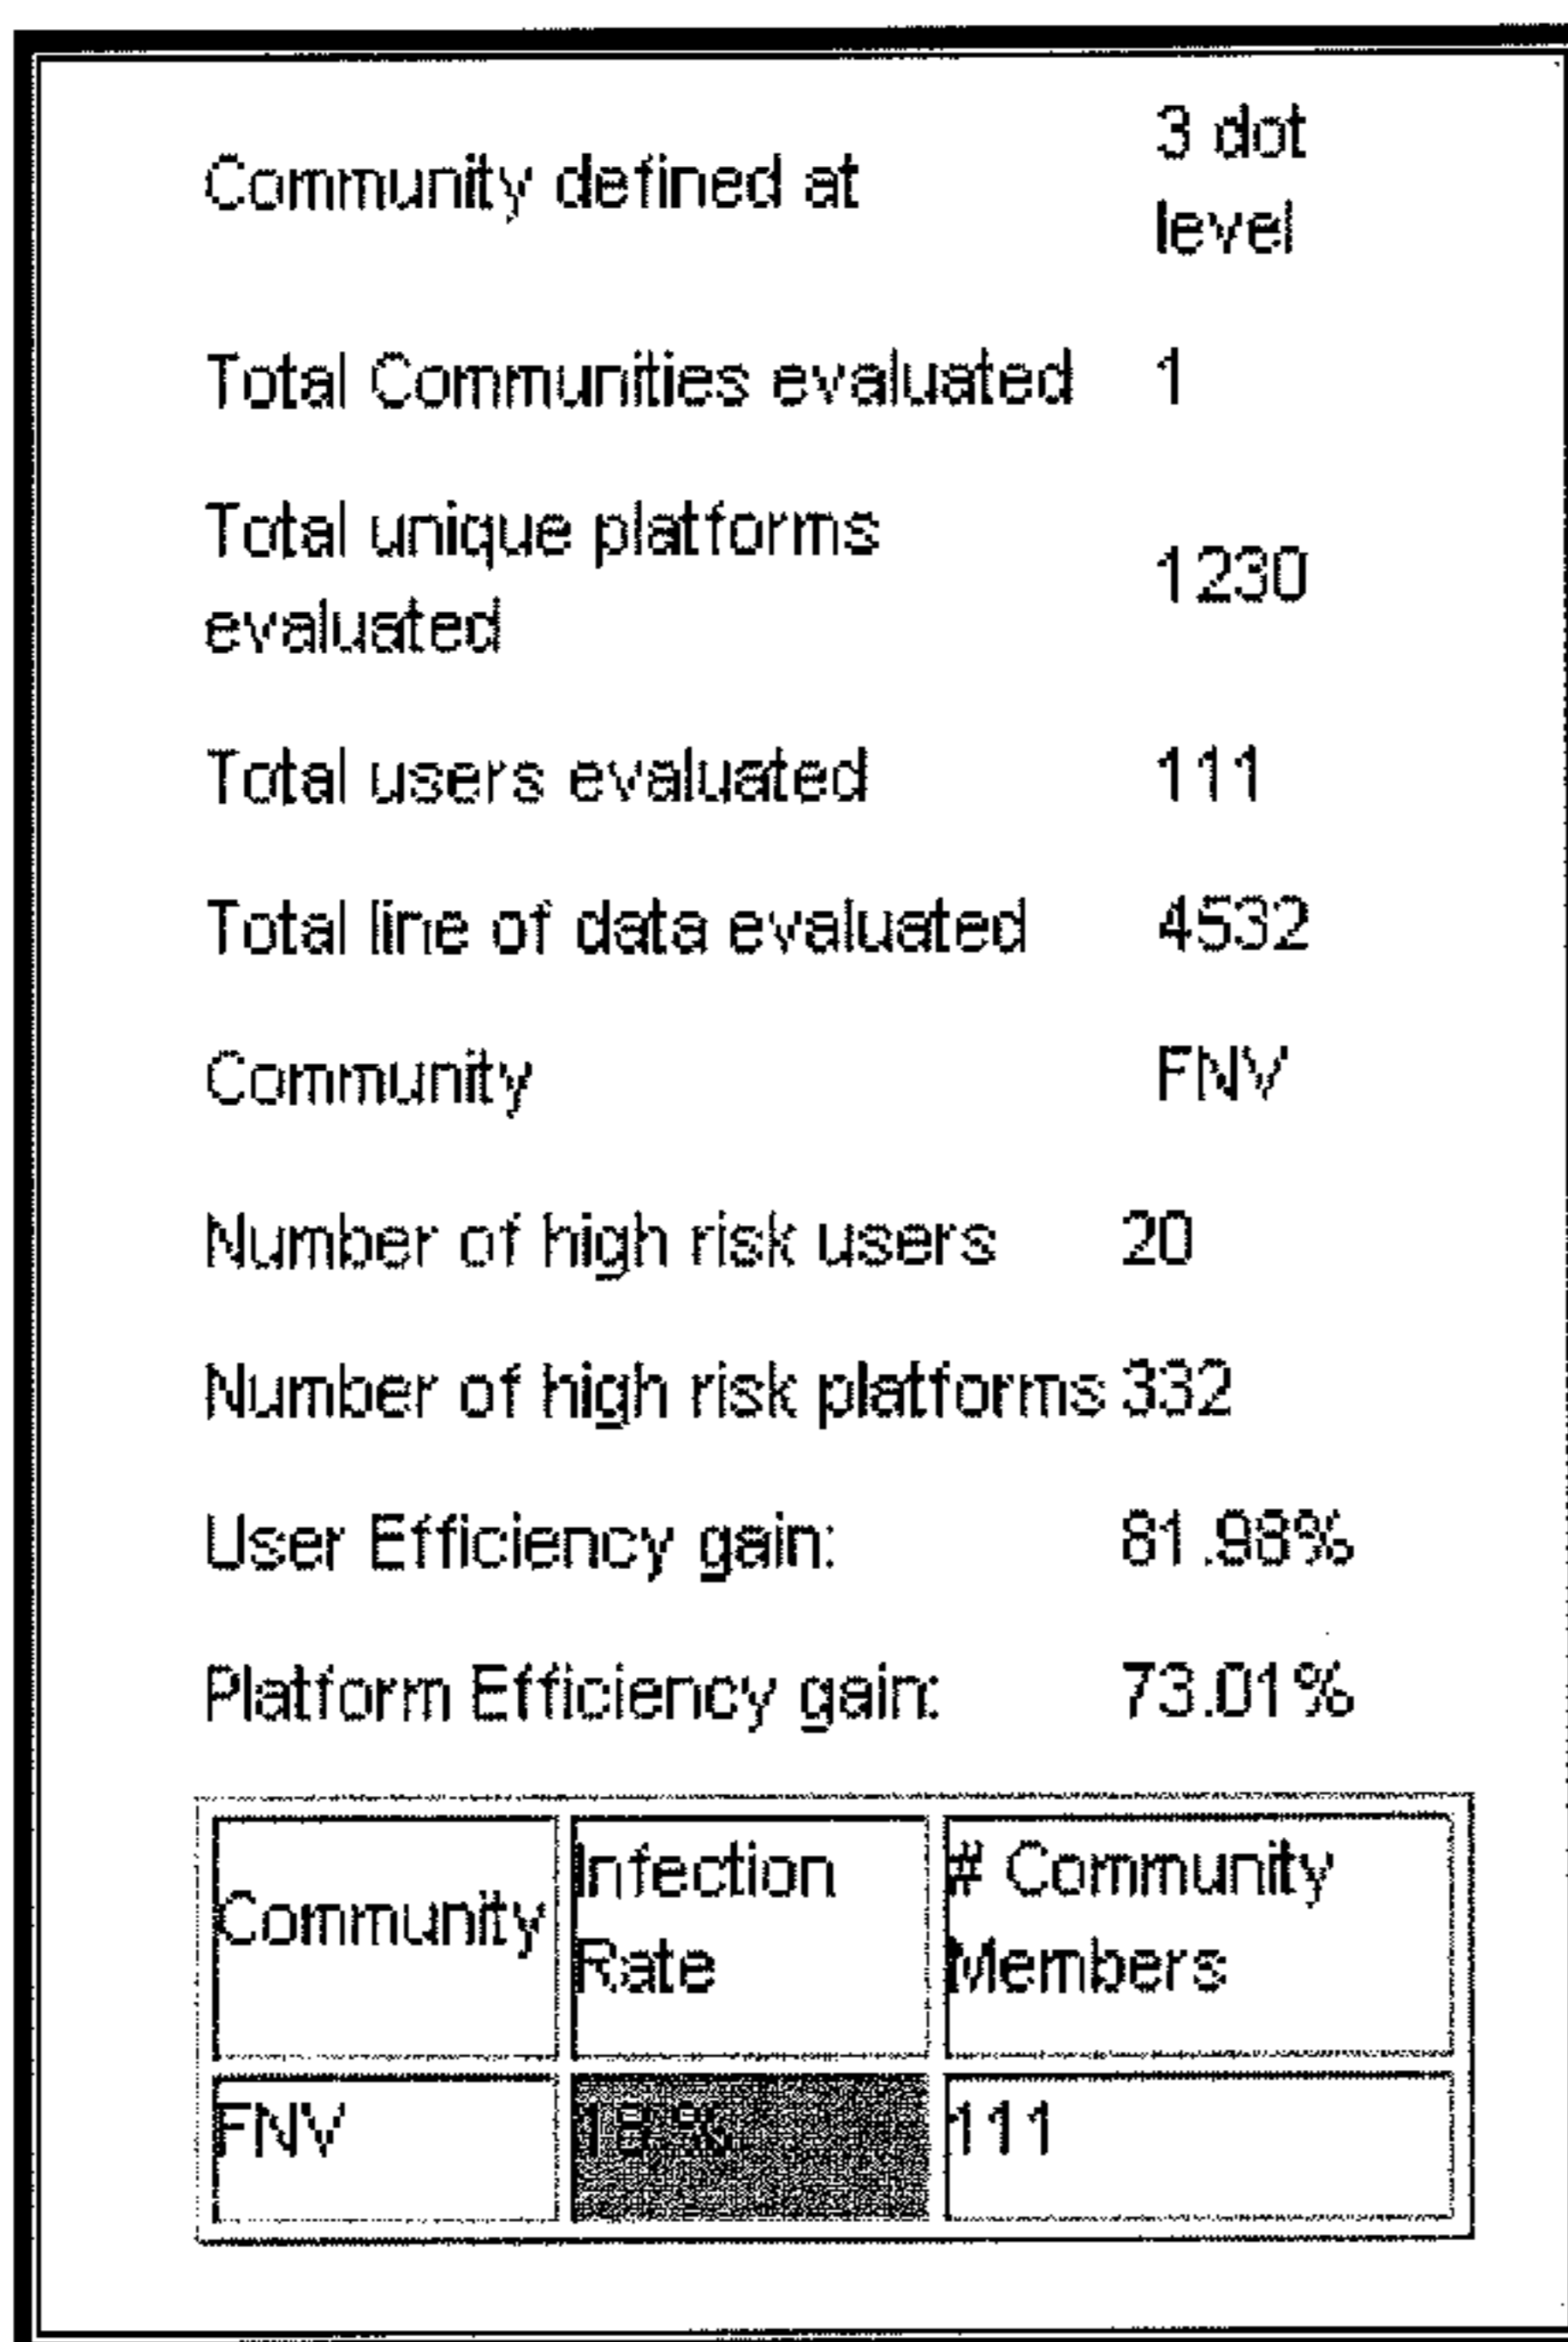 Community defined at 3 dot level
Total Communities evaluated 1
Total unique platforms evaluated 1230
Total users evaluated 111
Total line of data evaluated 4532
Community FNV
Number of high risk users 20
Number of high risk platforms 332
User Efficiency gain: 81.98%
Platform Efficiency gain: 73.01%
Community Infection Rate # Community Members
FNV 18 % 111